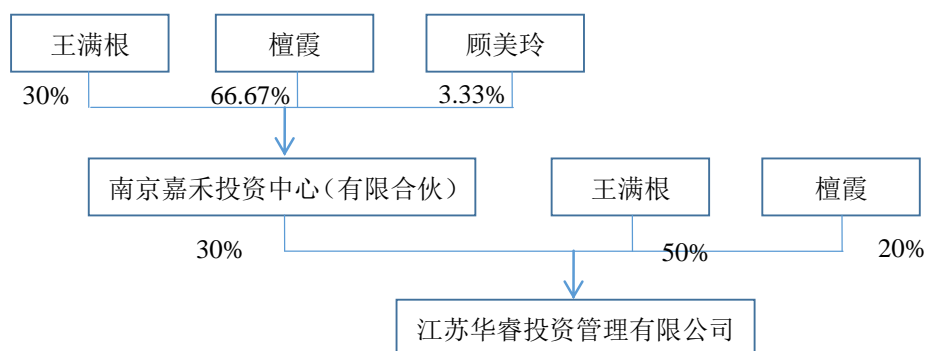 王满根 檀霞 顾美玲
30% 66.67% 3.33%
南京嘉禾投资中心（有限合伙） 王满根 檀霞
30% 50% 20%
江苏华睿投资管理有限公司